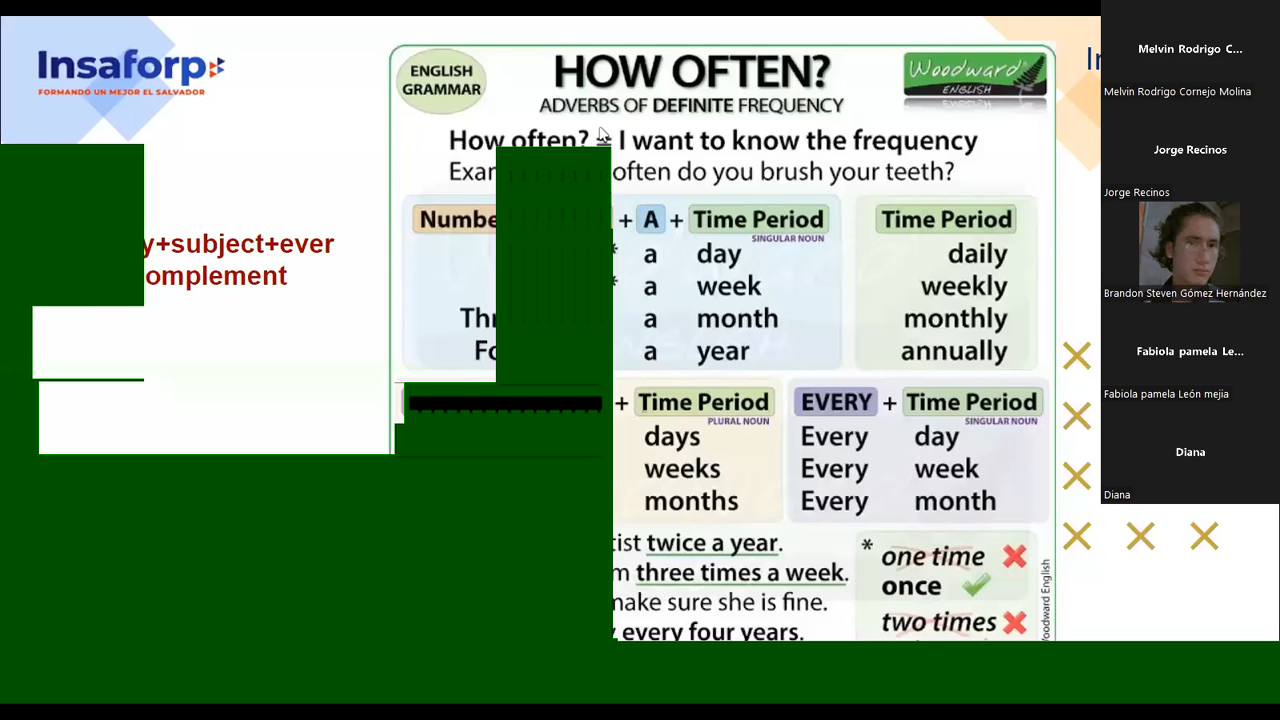 Insaforp
FORMANDO UN MEJOR EL SALVADOR
y+subject+ever
omplement
ENGLISH
GRAMMAR
HOW OFTEN?
ADVERBS OF DEFINITE FREQUENCY
Woodward
ENGLISH
How often? = I want to know the frequency
often do you brush your teeth?
+ A + Time Period
SINGULAR NOUN
* a day
* a week
a month
a year
Time Period
daily
weekly
monthly
annually
+ Time Period
PLURAL NOUN
days
weeks
months
EVERY + Time Period
SINGULAR NOUN
Every day
Every week
Every month
twice a year.
three times a week.
make sure she is fine.
every four years.
* one time
once
two times
Woodward English
Melvin Rodrigo C...
Melvin Rodrigo Cornejo Molina
Jorge Recinos
Jorge Recinos
Brandon Steven Gómez Hernández
Fabiola pamela Le...
Fabiola pamela León mejia
Diana
Diana